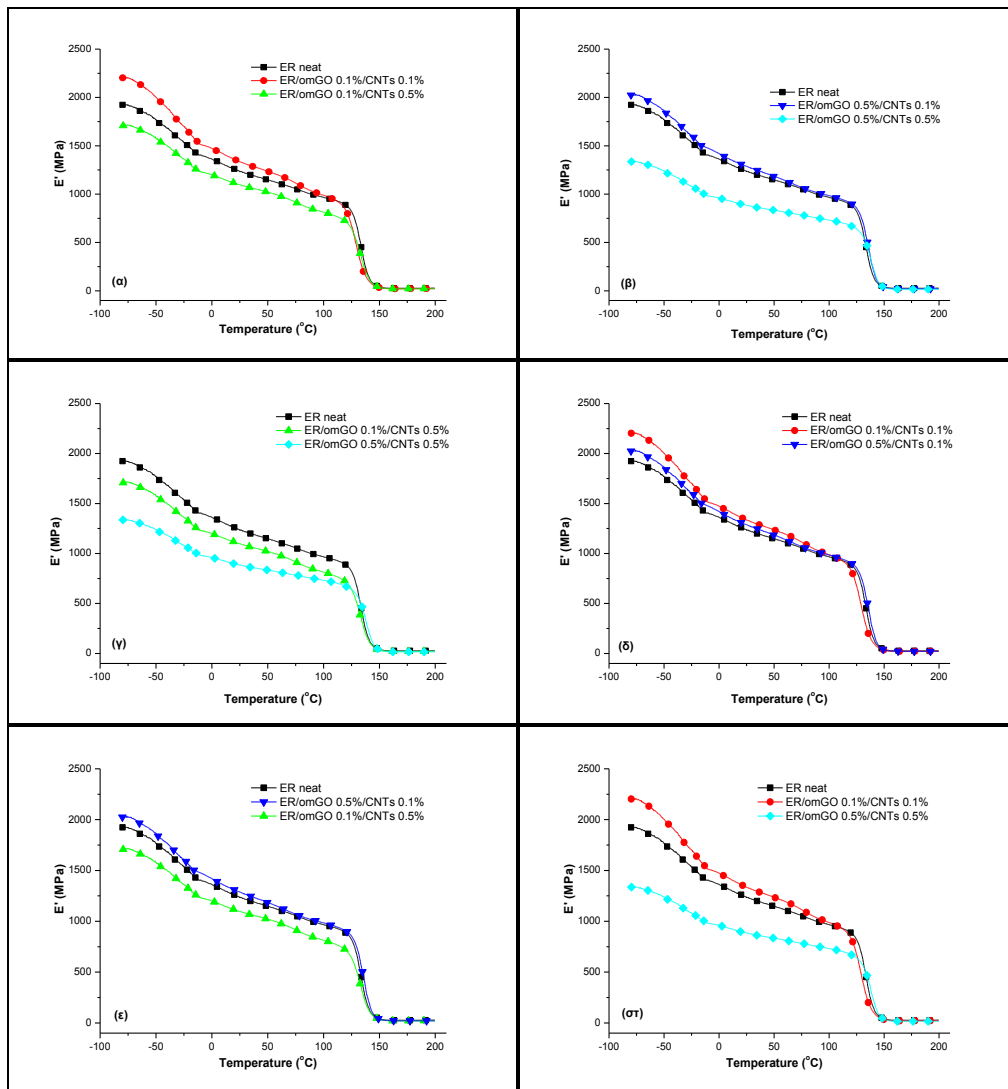 2500
2000
1500
1000
500
0
E' (MPa)
ER neat
ER/omGO 0.1%/CNTs 0.1%
ER/omGO 0.1%/CNTs 0.5%
(α)
-100 -50 0 50 100 150 200
Temperature (°C)
2500
2000
1500
1000
500
0
E' (MPa)
ER neat
ER/omGO 0.5%/CNTs 0.1%
ER/omGO 0.5%/CNTs 0.5%
(β)
-100 -50 0 50 100 150 200
Temperature (°C)
2500
2000
1500
1000
500
0
E' (MPa)
ER neat
ER/omGO 0.1%/CNTs 0.5%
ER/omGO 0.5%/CNTs 0.5%
(γ)
-100 -50 0 50 100 150 200
Temperature (°C)
2500
2000
1500
1000
500
0
E' (MPa)
ER neat
ER/omGO 0.1%/CNTs 0.1%
ER/omGO 0.5%/CNTs 0.1%
(δ)
-100 -50 0 50 100 150 200
Temperature (°C)
2500
2000
1500
1000
500
0
E' (MPa)
ER neat
ER/omGO 0.5%/CNTs 0.1%
ER/omGO 0.1%/CNTs 0.5%
(ε)
-100 -50 0 50 100 150 200
Temperature (°C)
2500
2000
1500
1000
500
0
E' (MPa)
ER neat
ER/omGO 0.1%/CNTs 0.1%
ER/omGO 0.5%/CNTs 0.5%
(στ)
-100 -50 0 50 100 150 200
Temperature (°C)